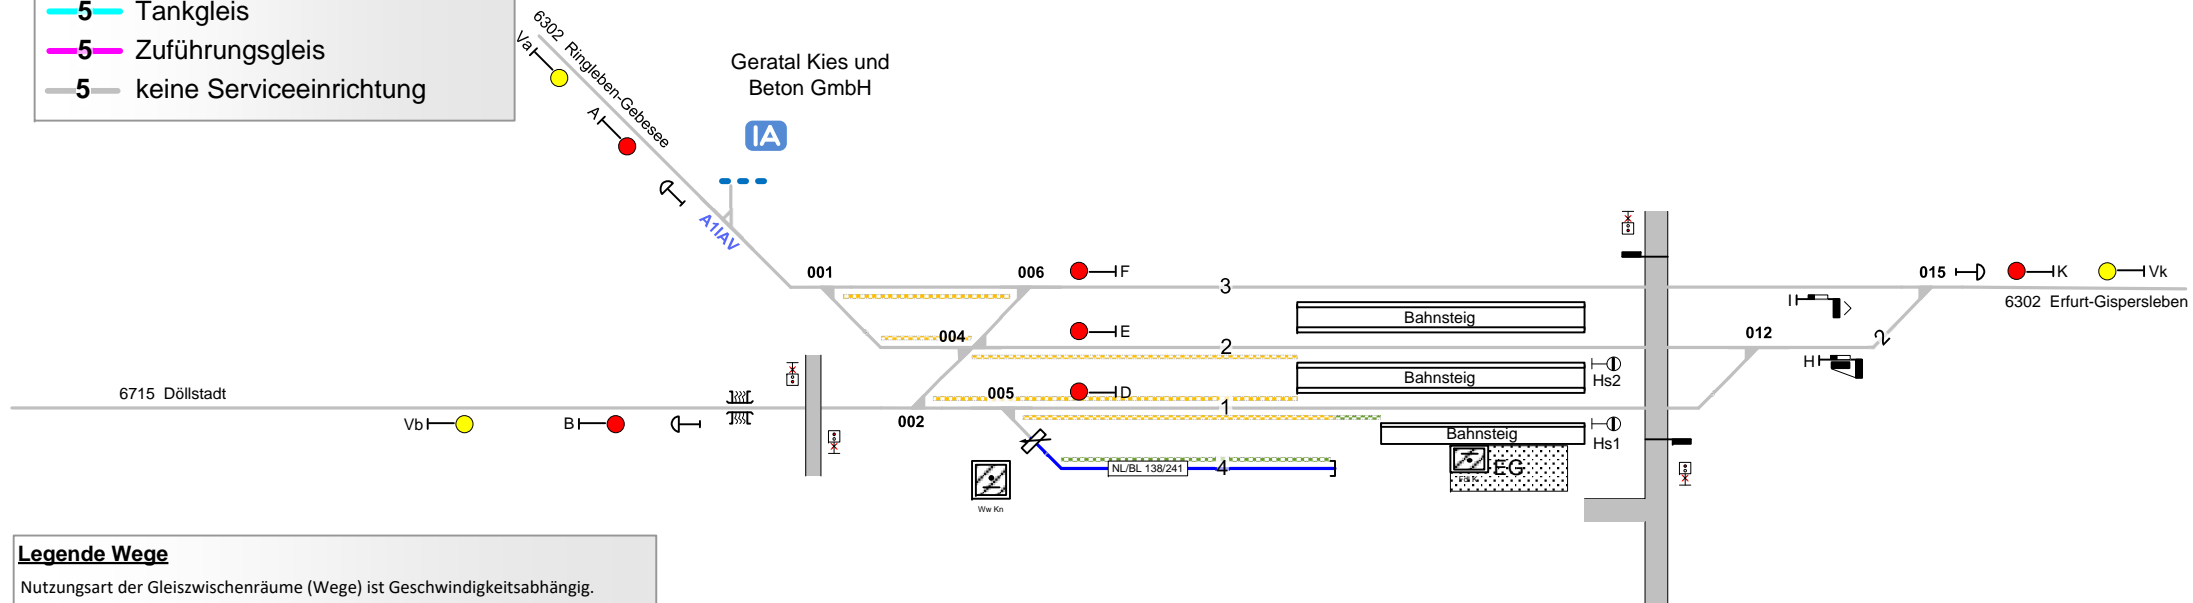 5 Tankgleis
5 Zuführungsgleis
5 keine Serviceeinrichtung
6302 Ringleben-Gebesee
Va
A
Geratal Kies und
Beton GmbH
IA
A1IAV
001
006
F
3
015
K
Vk
6302 Erfurt-Gispersleben
I
Bahnsteig
004
E
2
012
2
H
Bahnsteig
Hs2
6715 Döllstadt
005
D
1
002
Vb
B
Bahnsteig
Hs1
NL/BL 138/241
4
EG
Ww Kn
Legende Wege
Nutzungsart der Gleiszwischenräume (Wege) ist Geschwindigkeitsabhängig.